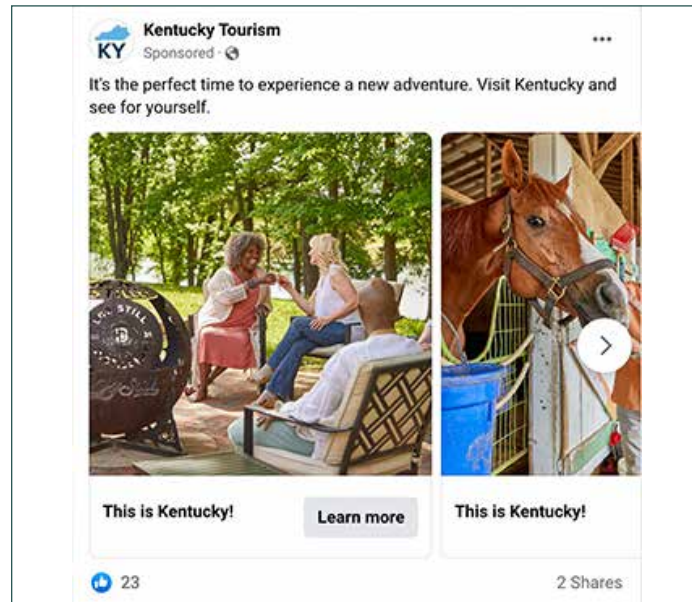 Kentucky Tourism
KY
Sponsored ·
It's the perfect time to experience a new adventure. Visit Kentucky and
see for yourself.
STILL
This is Kentucky!
Learn more
This is Kentucky!
23
2 Shares